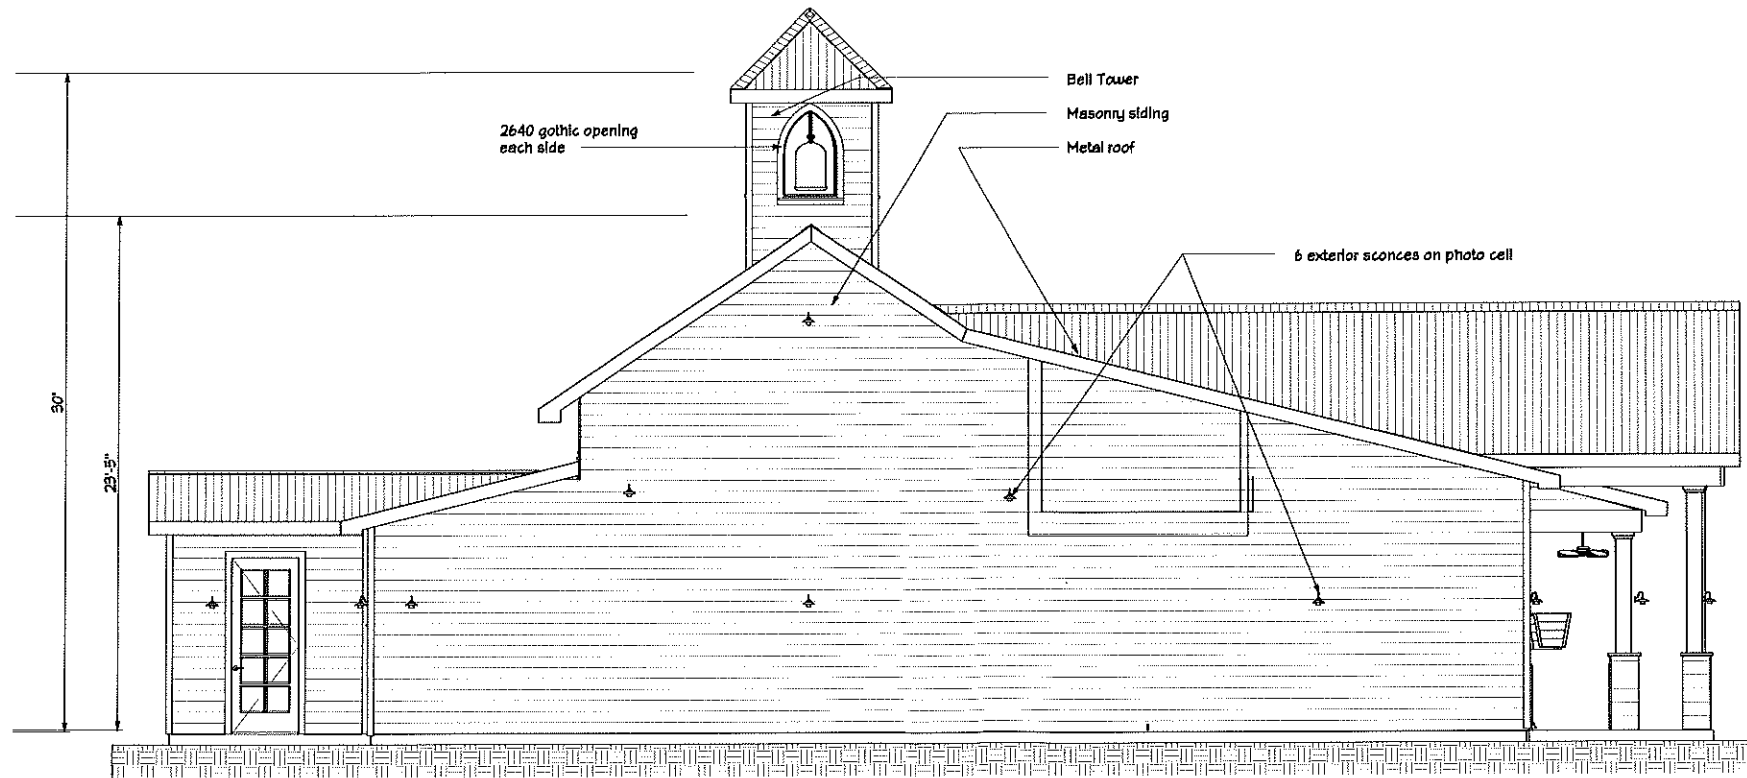 Bell Tower
Masonry siding
2640 gothic opening
each side
Metal roof
6 exterior sconces on photo cell
30'
23'-5"